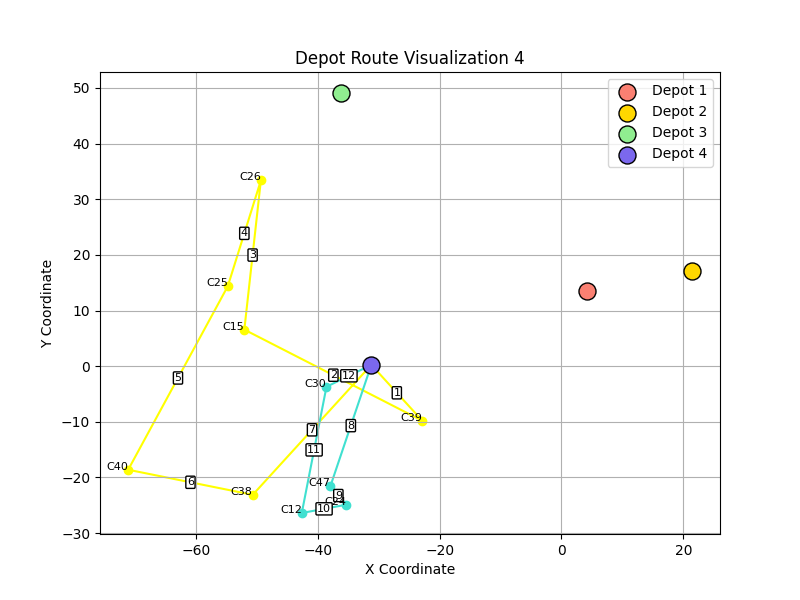 Depot Route Visualization 4
Depot 1
Depot 2
Depot 3
Depot 4
Y Coordinate
50
40
30
20
10
0
−10
−20
−30
C26
4
3
C25
C15
5
2
12
C30
1
C39
7
8
11
C40
6
C38
C47
9
10
C12
−60
−40
−20
0
20
X Coordinate